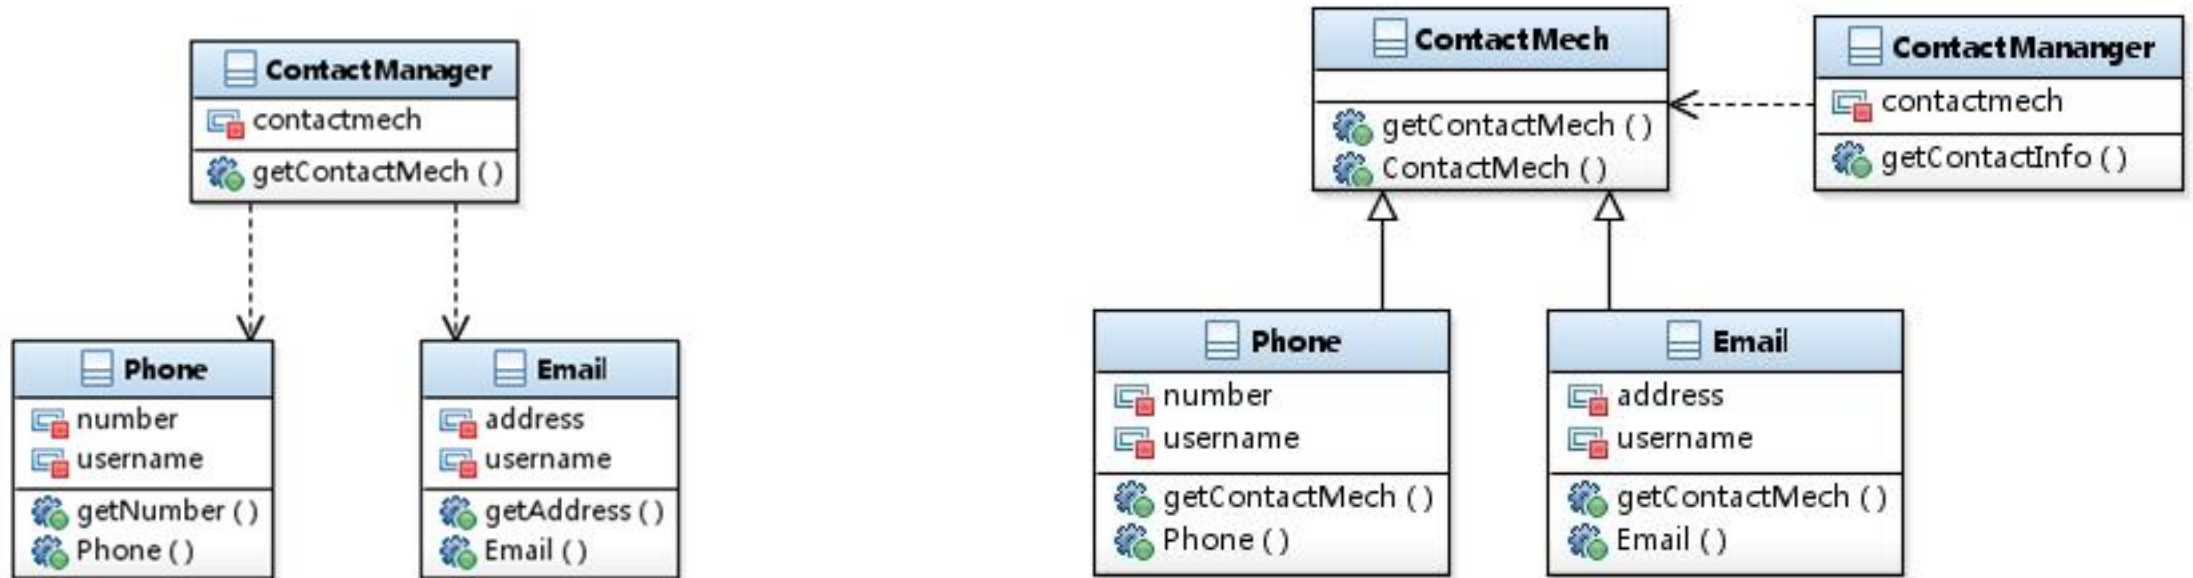 ContactManager
contactmech
getContactMech ( )
Phone
number
username
getNumber ( )
Phone ( )
Email
address
username
getAddress ( )
Email ( )
ContactMech
getContactMech ( )
ContactMech ( )
ContactMananger
contactmech
getContactInfo ( )
Phone
number
username
getContactMech ( )
Phone ( )
Email
address
username
getContactMech ( )
Email ( )